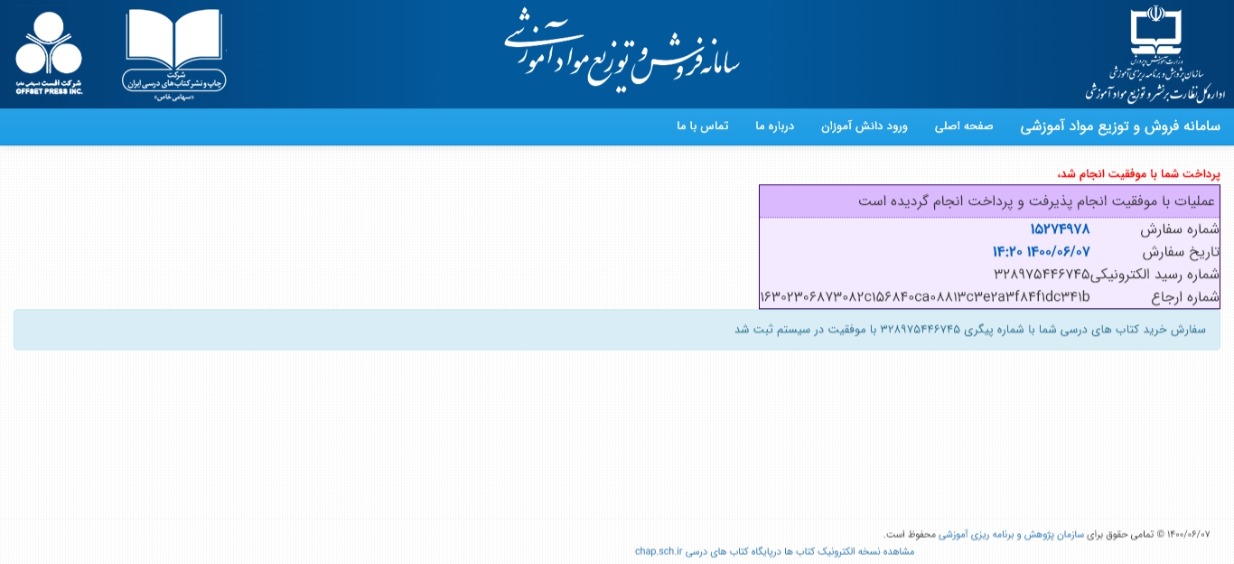 شرکت افست (سهامی عام)
OFFSET PRESS INC.
شرکت
چاپ و نشر کتاب‌های درسی ایران
«سهامی خاص»
سامانه فروش و توزیع مواد آموزشی
وزارت آموزش و پرورش
سازمان پژوهش و برنامه ریزی آموزشی
اداره کل نظارت بر نشر و توزیع مواد آموزشی
سامانه فروش و توزیع مواد آموزشی صفحه اصلی ورود دانش آموزان درباره ما تماس با ما
پرداخت شما با موفقیت انجام شد،
عملیات با موفقیت انجام پذیرفت و پرداخت انجام گردیده است
شماره سفارش ۱۵۲۷۴۹۷۸
تاریخ سفارش ۱۴۰۰/۰۶/۰۷ ۱۴:۲۰
شماره رسید الکترونیکی ۳۲۸۹۷۵۴۴۶۷۴۵
شماره ارجاع ۱۶۳۰۲۳۰۶۸۷۳۰۸۲c۱۵۶۸۴۰ca۰۸۸۱۳c۳e۲a۳f۸۴f۱dc۳۴۱b
سفارش خرید کتاب های درسی شما با شماره پیگری ۳۲۸۹۷۵۴۴۶۷۴۵ با موفقیت در سیستم ثبت شد
۱۴۰۰/۰۶/۰۷ © تمامی حقوق برای سازمان پژوهش و برنامه ریزی آموزشی محفوظ است.
مشاهده نسخه الکترونیک کتاب ها درپایگاه کتاب های درسی chap.sch.ir